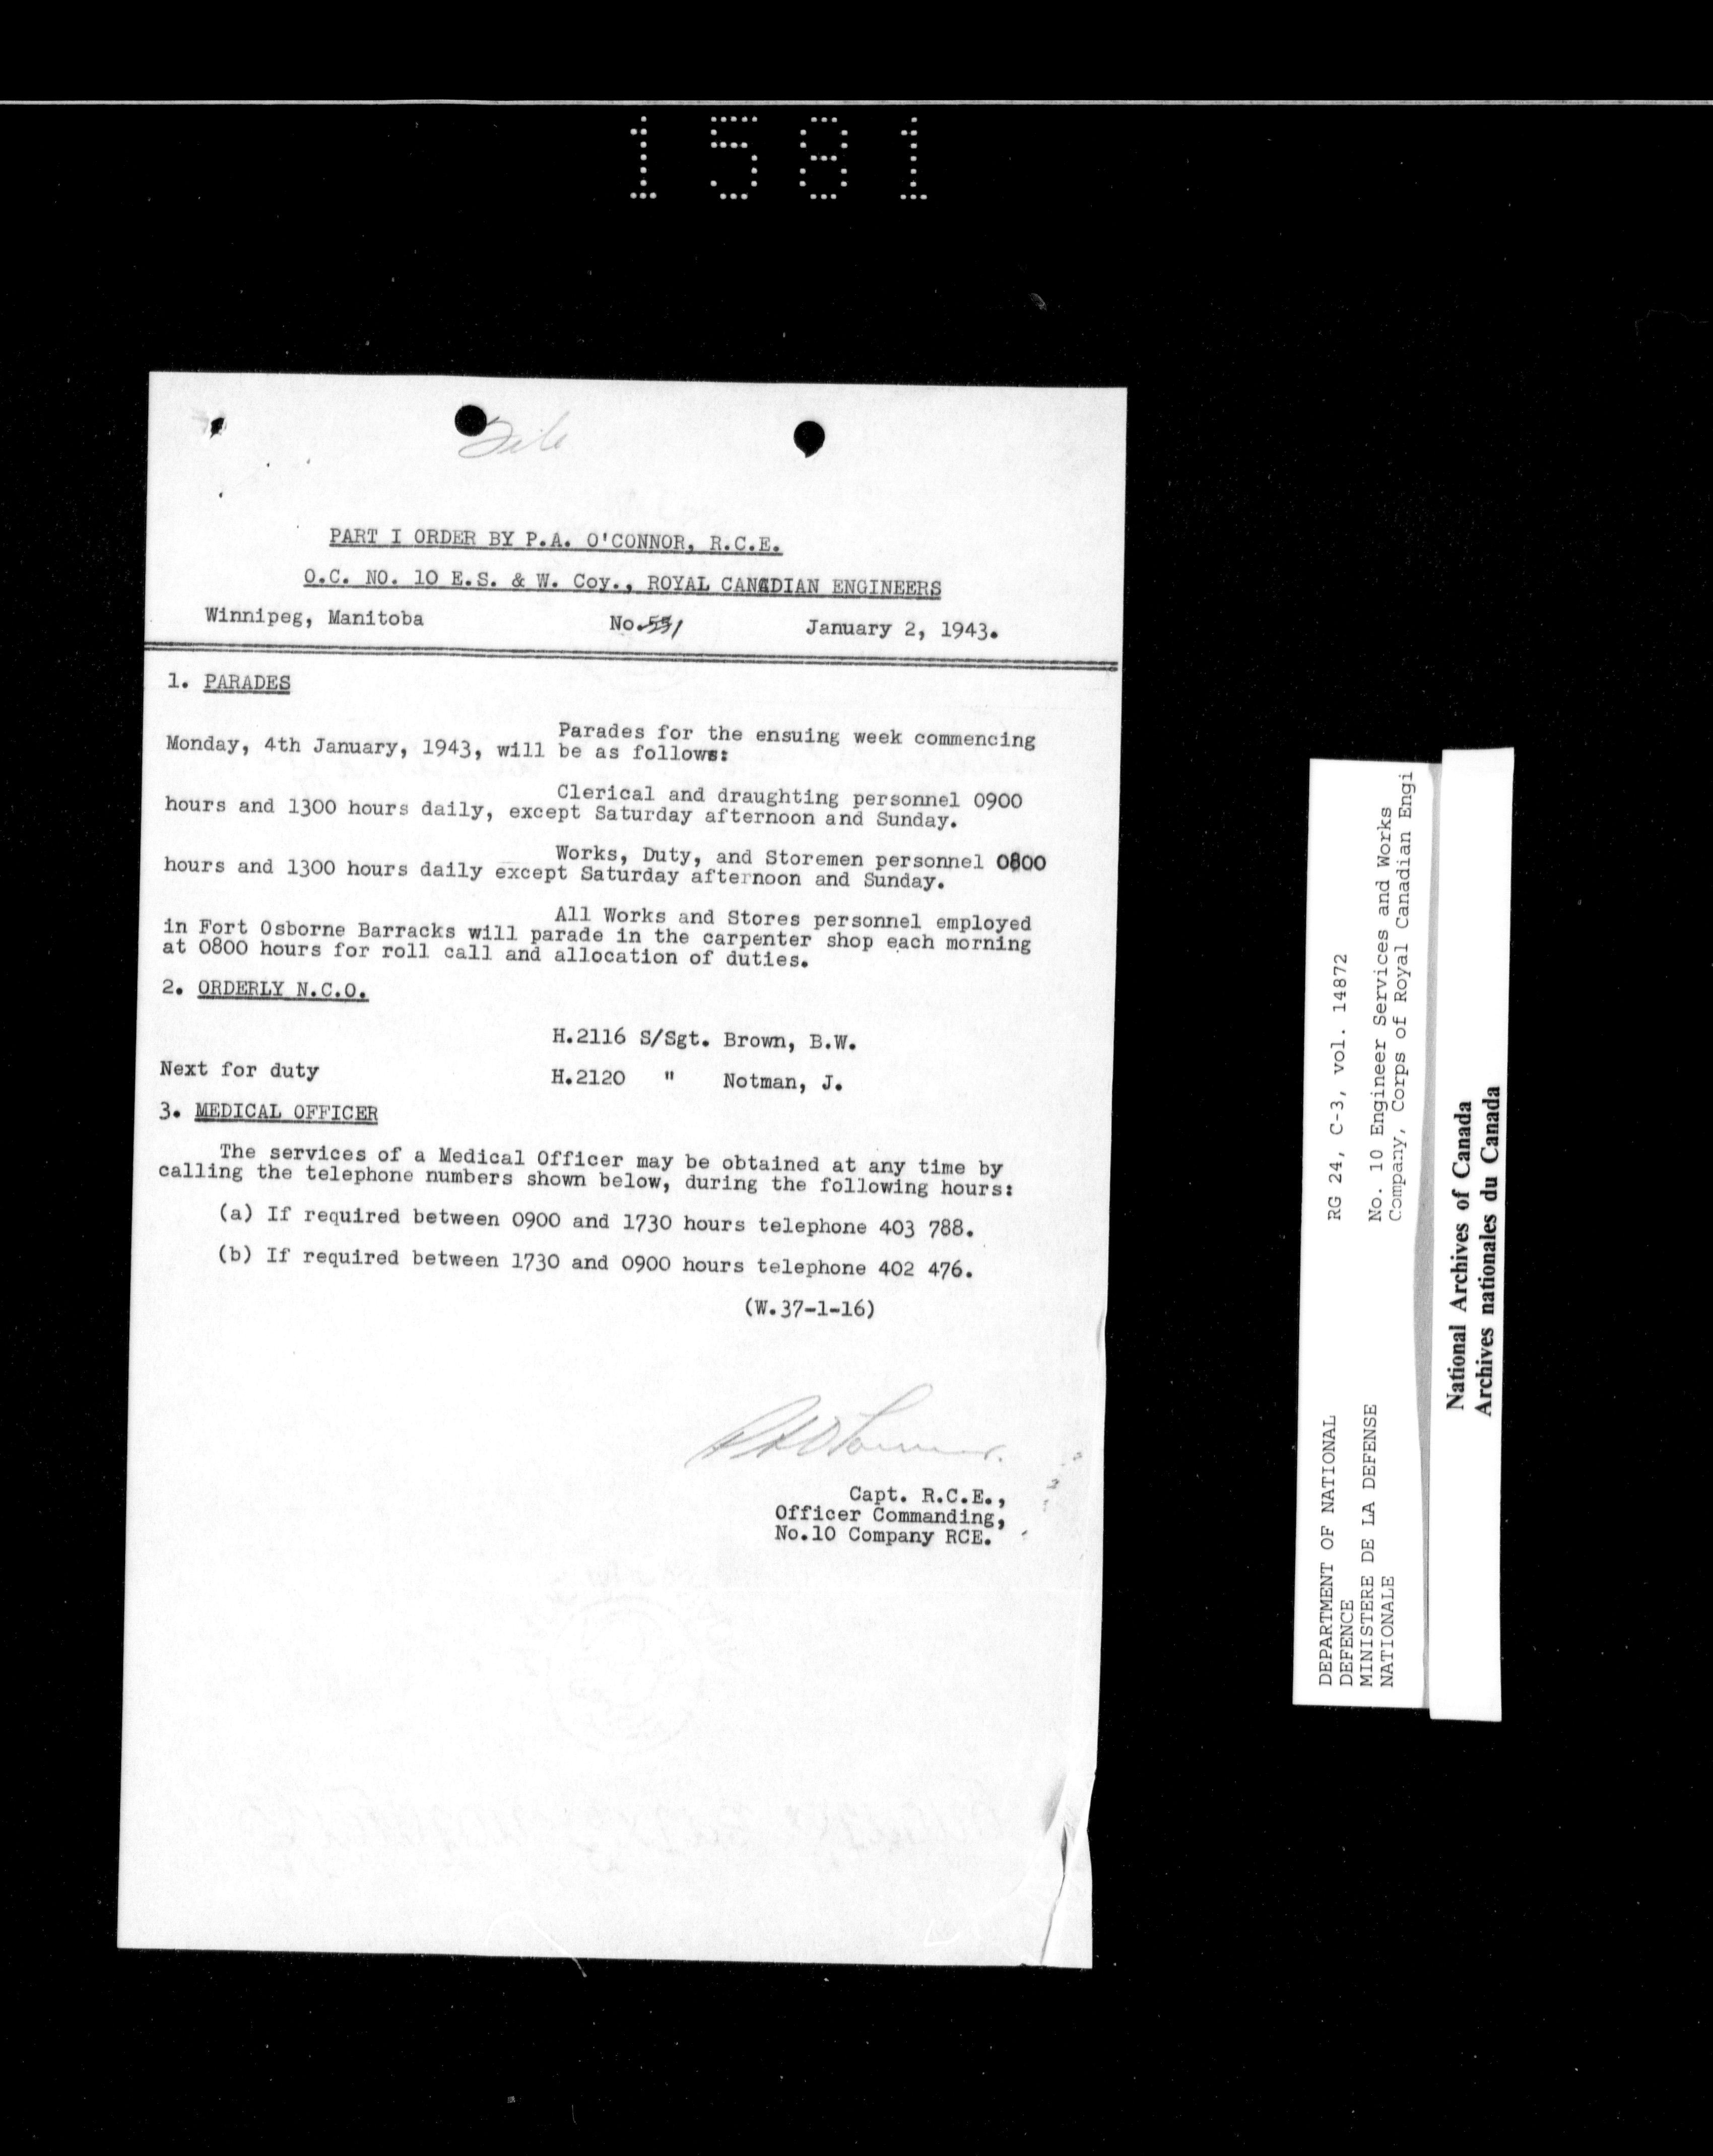 1581
File
PART I ORDER BY P.A. O'CONNOR, R.C.E.
O.C. NO. 10 E.S. & W. Coy., ROYAL CANADIAN ENGINEERS
Winnipeg, Manitoba No. January 2, 1943.
1. PARADES
Parades for the ensuing week commencing
Monday, 4th January, 1943, will be as follows:
Clerical and draughting personnel 0900
hours and 1300 hours daily, except Saturday afternoon and Sunday.
Works, Duty, and Storemen personnel 0800
hours and 1300 hours daily except Saturday afternoon and Sunday.
All Works and Stores personnel employed
in Fort Osborne Barracks will parade in the carpenter shop each morning
at 0800 hours for roll call and allocation of duties.
2. ORDERLY N.C.O.
H.2116 S/Sgt. Brown, B.W.
Next for duty H.2120 " Notman, J.
3. MEDICAL OFFICER
The services of a Medical Officer may be obtained at any time by
calling the telephone numbers shown below, during the following hours:
(a) If required between 0900 and 1730 hours telephone 403 788.
(b) If required between 1730 and 0900 hours telephone 402 476.
(W.37-1-16)
PAO'Connor.
Capt. R.C.E.,
Officer Commanding,
No.10 Company RCE.
DEPARTMENT OF NATIONAL
DEFENCE
MINISTERE DE LA DEFENSE
NATIONALE
RG 24, C-3, vol. 14872
No. 10 Engineer Services and Works
Company, Corps of Royal Canadian Engi
National Archives of Canada
Archives nationales du Canada